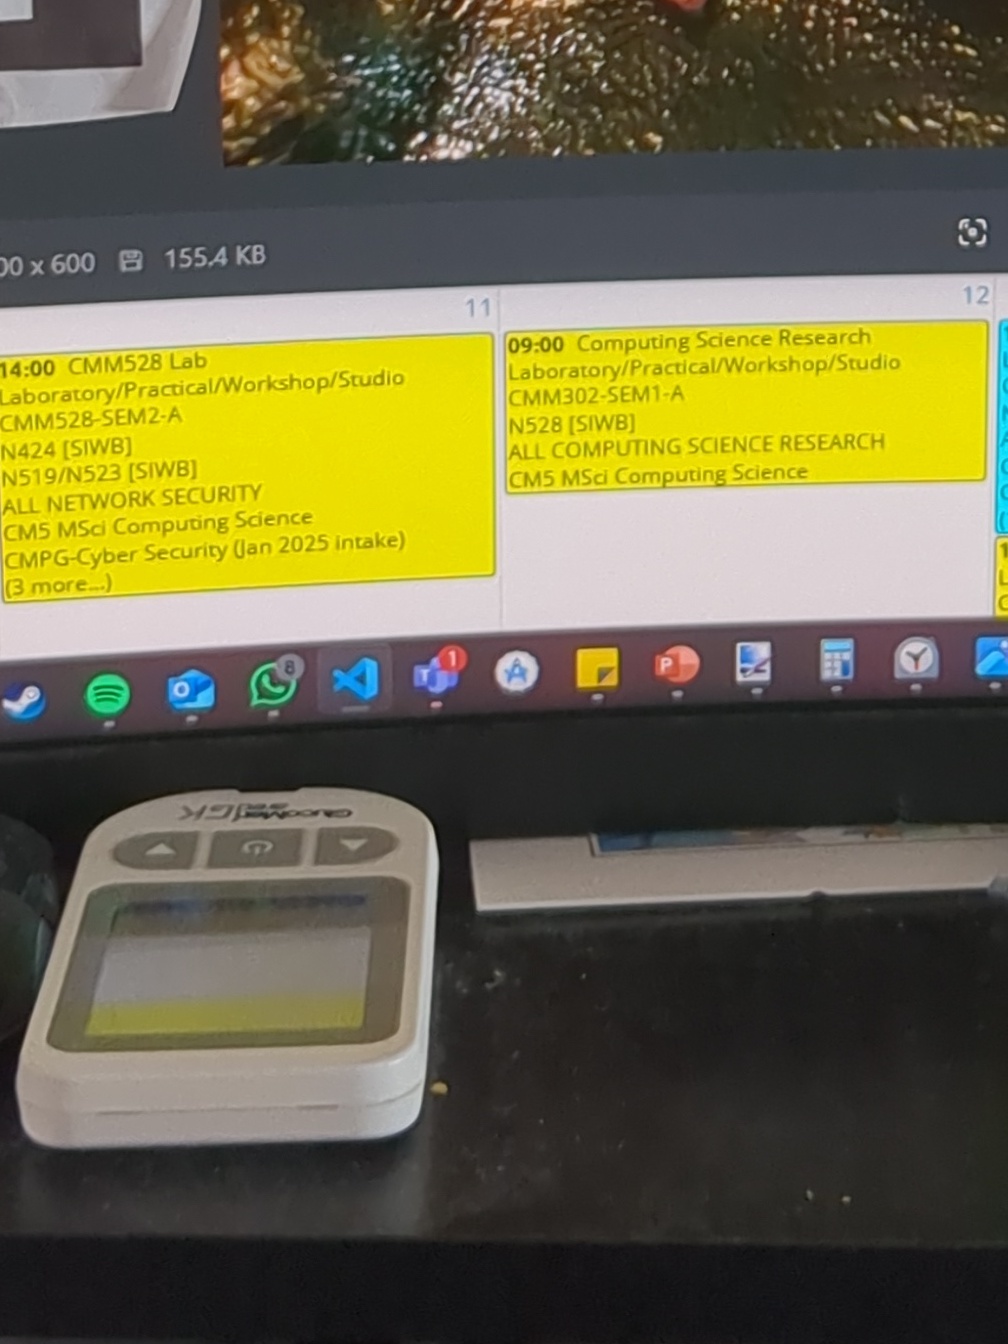 00 x 600 155.4 KB
11
14:00 CMM528 Lab
Laboratory/Practical/Workshop/Studio
CMM528-SEM2-A
N424 [SIWB]
N519/N523 [SIWB]
ALL NETWORK SECURITY
CM5 MSci Computing Science
CMPG-Cyber Security (Jan 2025 intake)
(3 more...)
12
09:00 Computing Science Research
Laboratory/Practical/Workshop/Studio
CMM302-SEM1-A
N528 [SIWB]
ALL COMPUTING SCIENCE RESEARCH
CM5 MSci Computing Science
8
1
GK